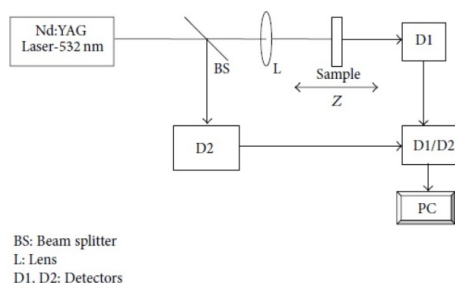 Nd:YAG
Laser-532 nm
BS
L
Sample
Z
D1
D2
D1/D2
PC
BS: Beam splitter
L: Lens
D1, D2: Detectors